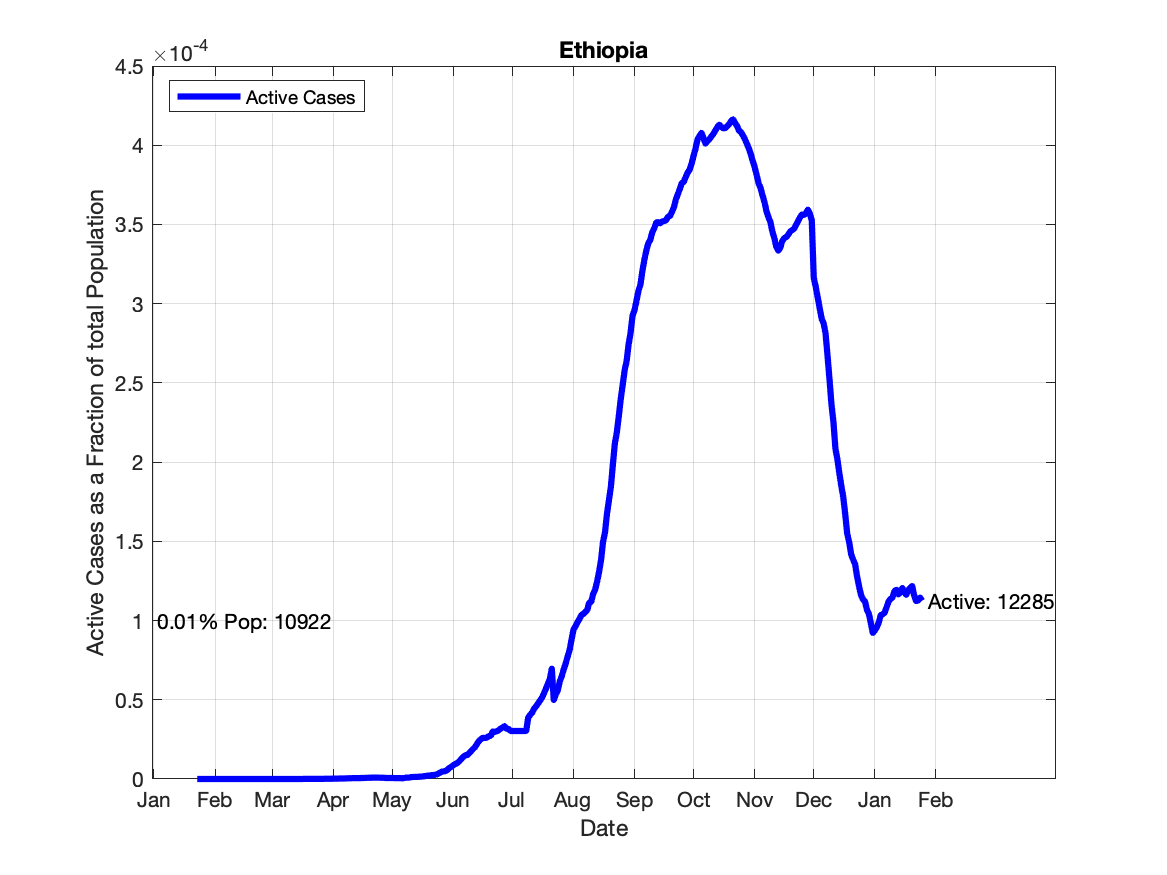 Ethiopia
×10-4
4.5
4
3.5
3
2.5
2
1.5
1
0.5
0
Active Cases
Active Cases as a Fraction of total Population
0.01% Pop: 10922
Active: 12285
Jan Feb Mar Apr May Jun Jul Aug Sep Oct Nov Dec Jan Feb
Date